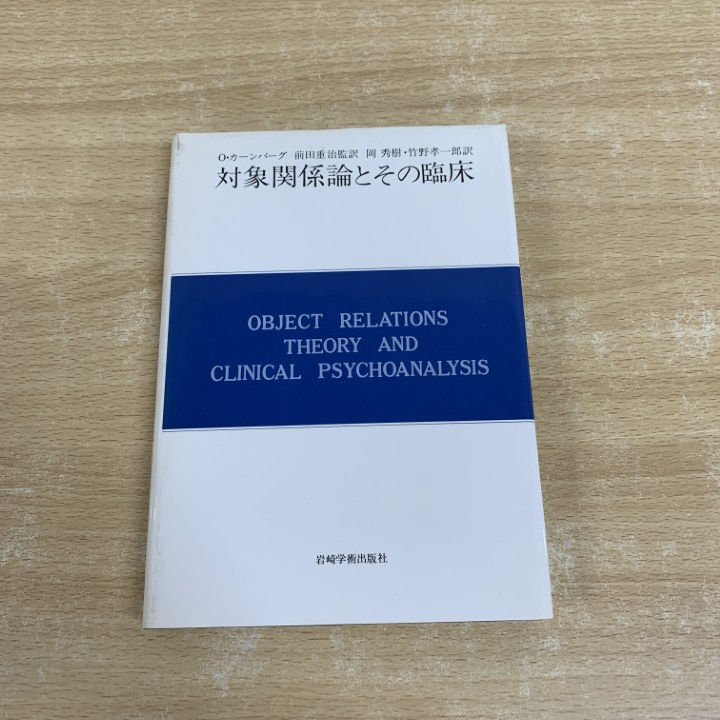 O・カーンバーグ 前田重治監訳 岡 秀樹・竹野孝一郎訳
対象関係論とその臨床
OBJECT RELATIONS
THEORY AND
CLINICAL PSYCHOANALYSIS
岩崎学術出版社